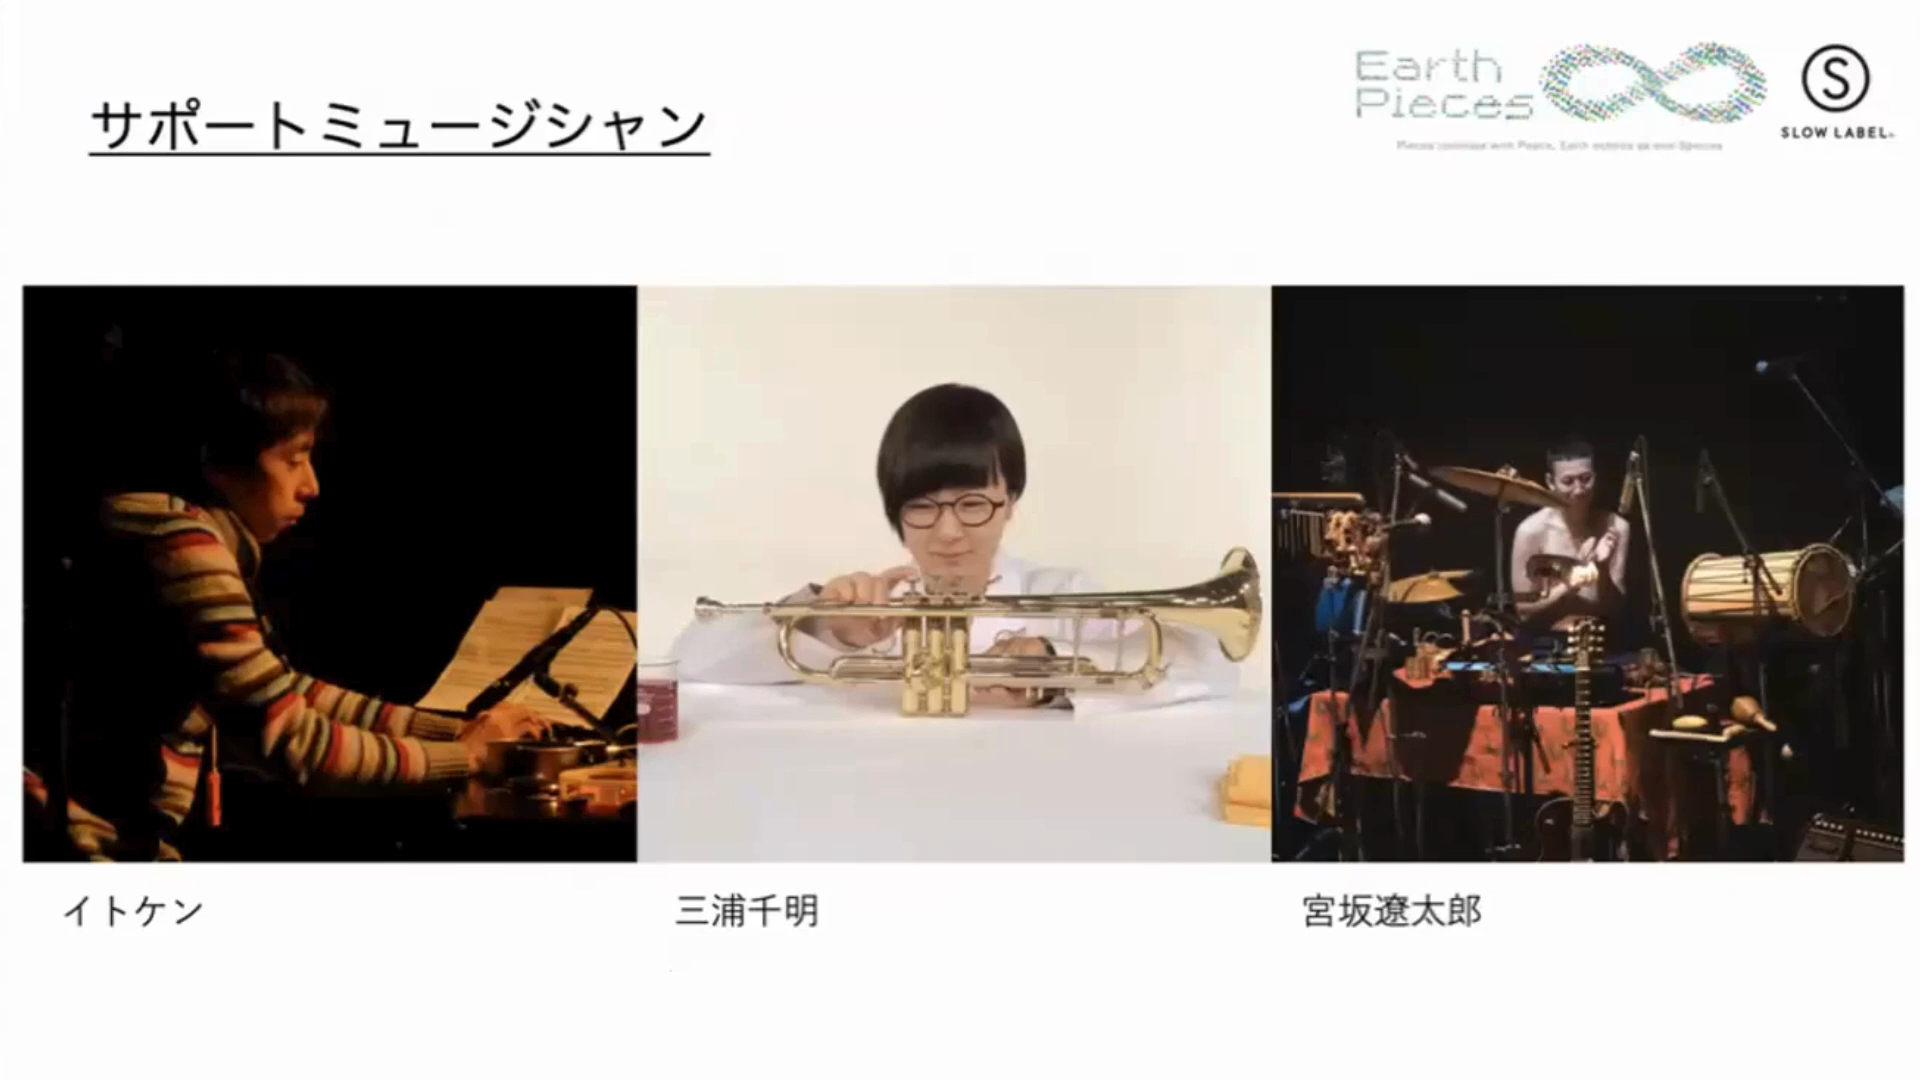 サポートミュージシャン
Earth
Pieces
SLOW LABEL
イトケン
三浦千明
宮坂遼太郎